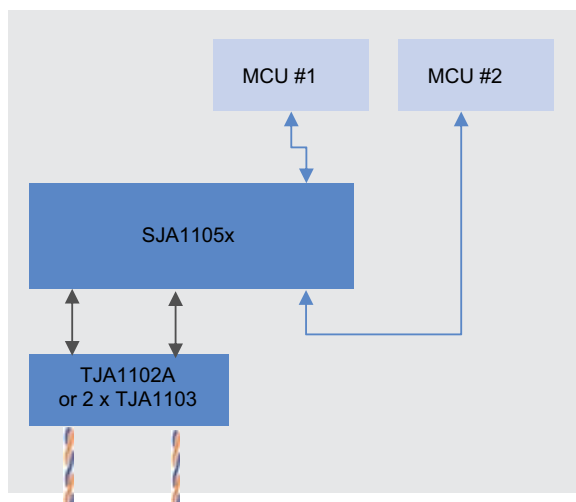 MCU #1
MCU #2
SJA1105x
TJA1102A
or 2 x TJA1103